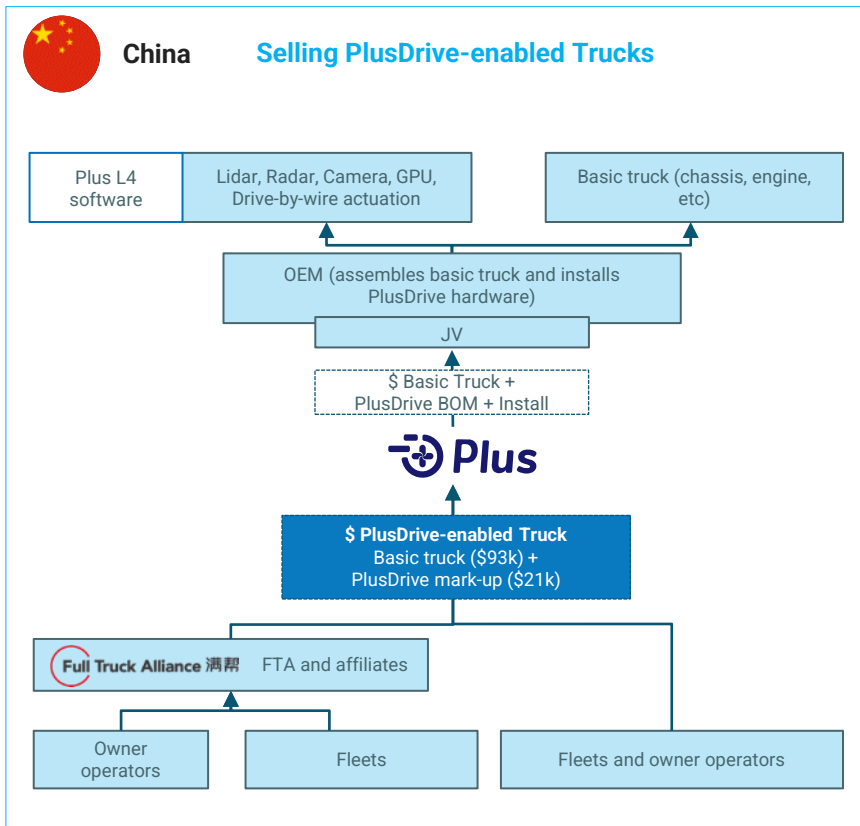 China
Selling PlusDrive-enabled Trucks
Plus L4
software
Lidar, Radar, Camera, GPU,
Drive-by-wire actuation
Basic truck (chassis, engine,
etc)
OEM (assembles basic truck and installs
PlusDrive hardware)
JV
$ Basic Truck +
PlusDrive BOM + Install
Plus
$ PlusDrive-enabled Truck
Basic truck ($93k) +
PlusDrive mark-up ($21k)
Full Truck Alliance 满帮 FTA and affiliates
Owner
operators
Fleets
Fleets and owner operators